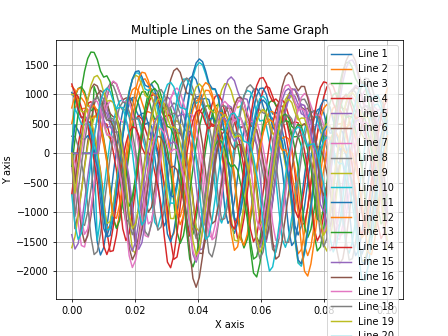 Multiple Lines on the Same Graph
Y axis
1500
1000
500
0
−500
−1000
−1500
−2000
0.00
0.02
0.04
0.06
0.08
X axis
Line 1
Line 2
Line 3
Line 4
Line 5
Line 6
Line 7
Line 8
Line 9
Line 10
Line 11
Line 12
Line 13
Line 14
Line 15
Line 16
Line 17
Line 18
Line 19
Line 20